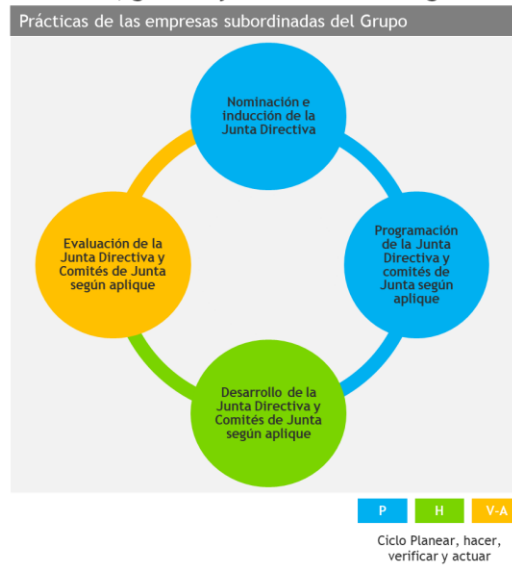 Prácticas de las empresas subordinadas del Grupo
Nominación e
inducción de la
Junta Directiva
Evaluación de la
Junta Directiva y
Comités de Junta
según aplique
Programación
de la Junta
Directiva y
comités de
Junta según
aplique
Desarrollo de la
Junta Directiva y
Comités de Junta
según aplique
P H V-A
Ciclo Planear, hacer,
verificar y actuar